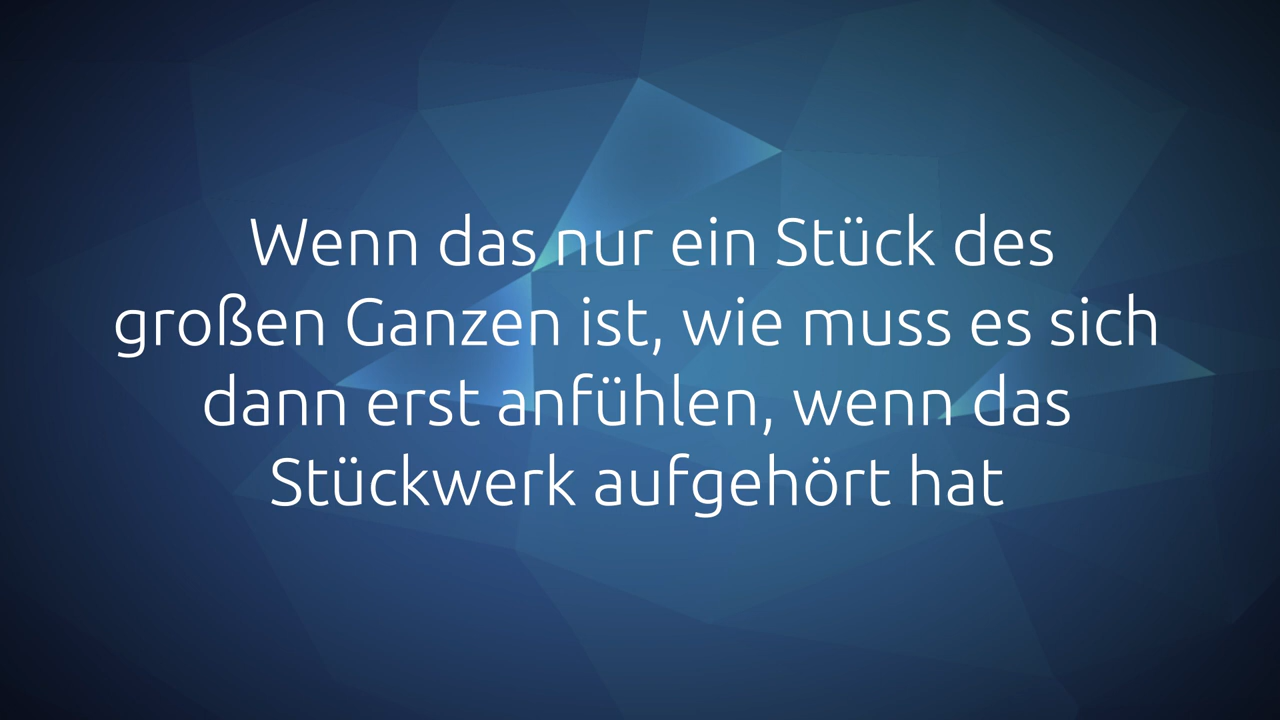 Wenn das nur ein Stück des
großen Ganzen ist, wie muss es sich
dann erst anfühlen, wenn das
Stückwerk aufgehört hat